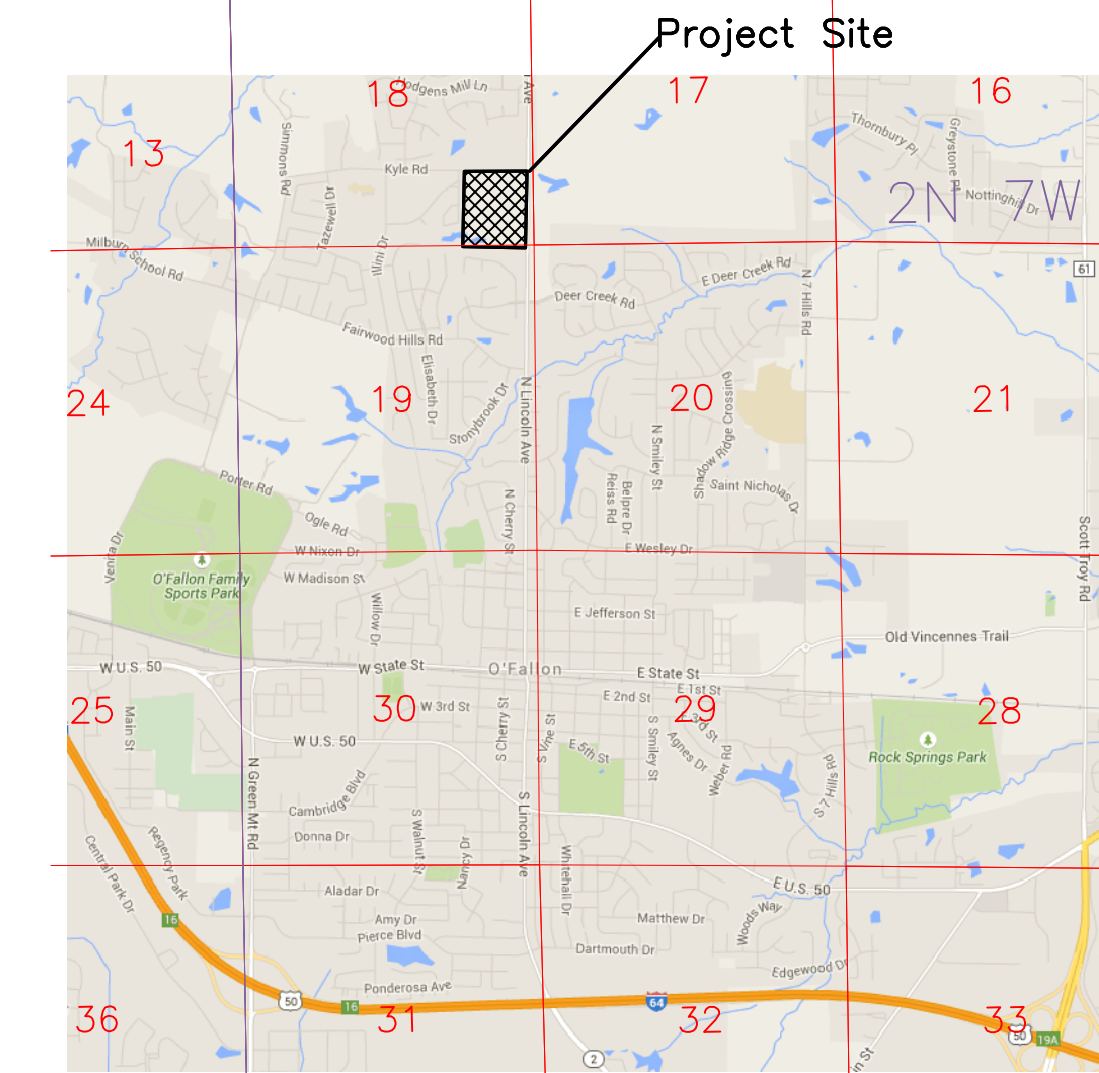 Project Site
Hodgens Mill Ln
Ave
18
17
16
13
Simmons Rd
Kyle Rd
Thornbury Pl
Greystone Pl
Tazewell Dr
Nottinghill Dr
2N 7W
Milburn School Rd
Illini Dr
E Deer Creek Rd
N 7 Hills Rd
61
Deer Creek Rd
Fairwood Hills Rd
Elisabeth Dr
24
19
Stonybrook Dr
N Lincoln Ave
20
Shadow Ridge Crossing
21
N Smiley St
Porter Rd
Belpre Dr
Reiss Rd
Saint Nicholas Dr
Ogle Rd
N Cherry St
Venita Dr
W Nixon Dr
E Wesley Dr
Scott Troy Rd
O'Fallon Family
Sports Park
W Madison St
Willow Dr
E Jefferson St
Old Vincennes Trail
W U.S. 50
W State St
O'Fallon
E State St
E 1st St
E 2nd St
25
30
W 3rd St
29
28
Main St
S Cherry St
S Vine St
S Smiley St
E 3rd St
W U.S. 50
E 5th St
Agnes Dr
Weber Rd
Rock Springs Park
N Green Mt Rd
S 7 Hills Rd
Cambridge Blvd
S Lincoln Ave
Donna Dr
S Walnut St
Nancy Dr
Regency Park
Central Park Dr
Whitehall Dr
Aladar Dr
E U.S. 50
Amy Dr
Matthew Dr
Woods Way
16
Pierce Blvd
Dartmouth Dr
Edgewood Dr
Ponderosa Ave
50
16
64
36
31
32
33
50
19A
2
in St